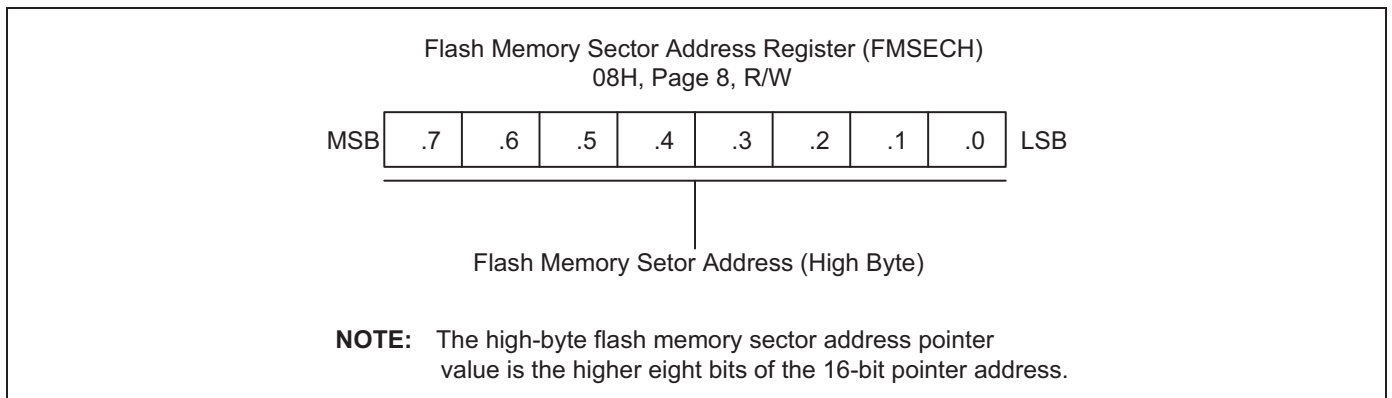 Flash Memory Sector Address Register (FMSECH)
08H, Page 8, R/W
MSB .7 .6 .5 .4 .3 .2 .1 .0 LSB
Flash Memory Setor Address (High Byte)
NOTE: The high-byte flash memory sector address pointer
value is the higher eight bits of the 16-bit pointer address.